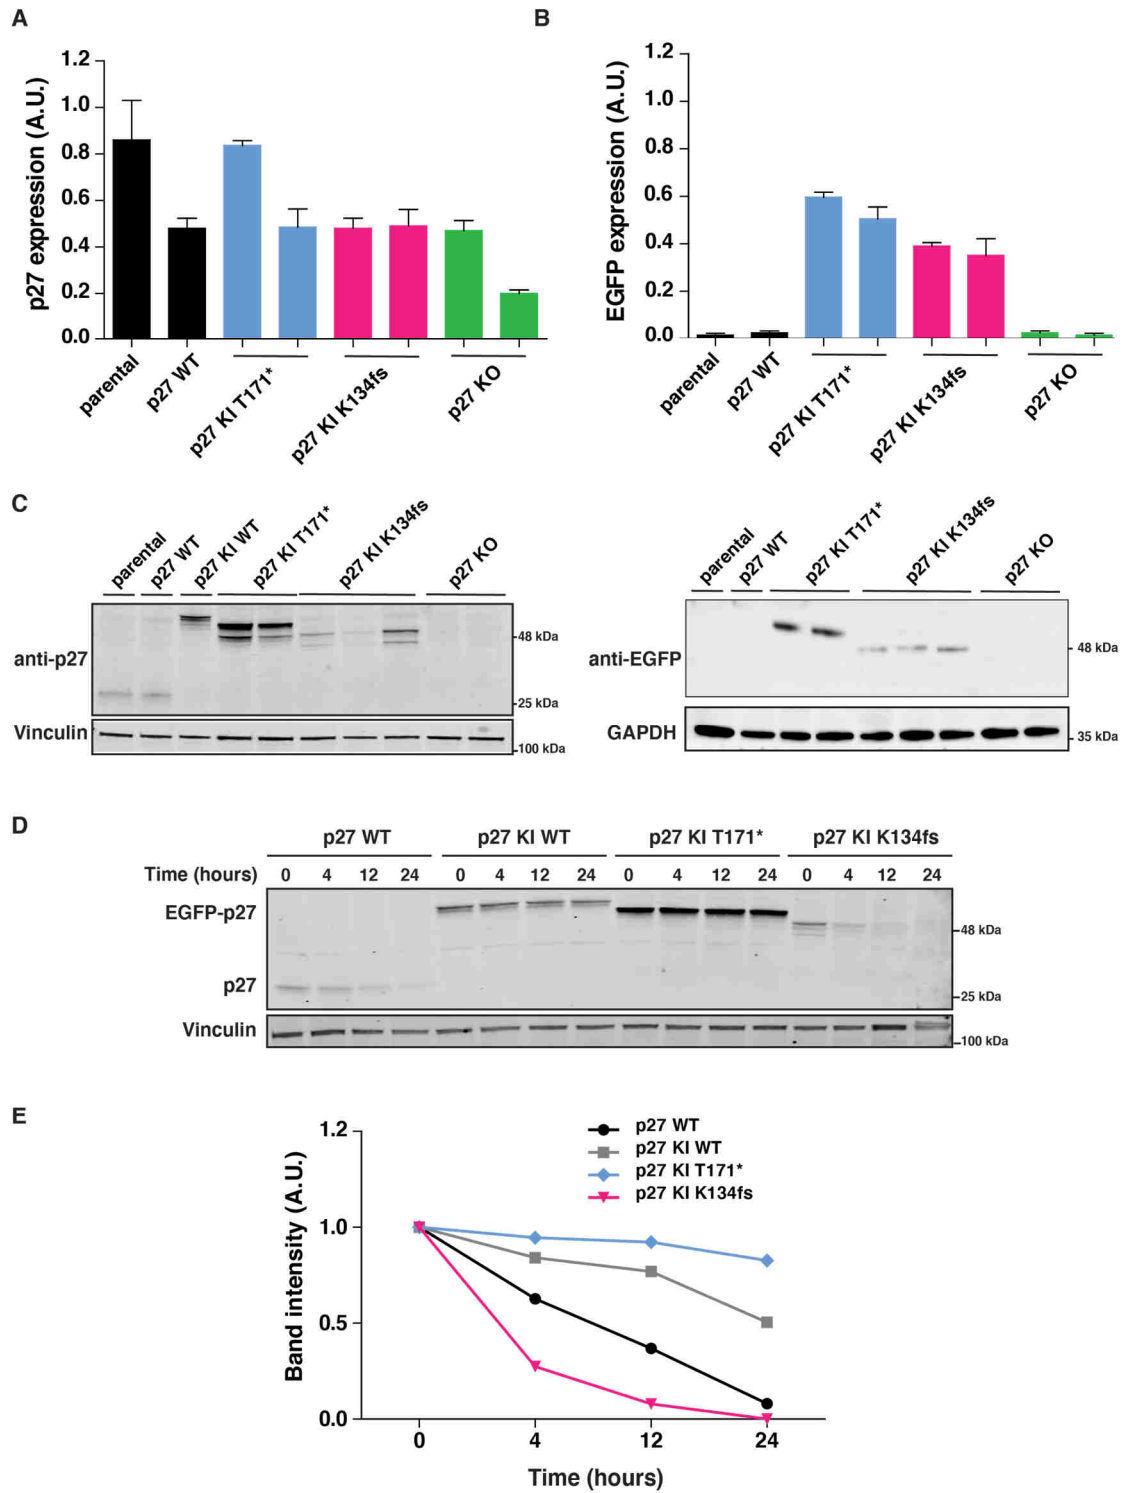 A
p27 expression (A.U.)
1.2
1.0
0.8
0.6
0.4
0.2
0.0
parental
p27 WT
p27 KI T171*
p27 KI K134fs
p27 KO
B
EGFP expression (A.U.)
1.2
1.0
0.8
0.6
0.4
0.2
0.0
parental
p27 WT
p27 KI T171*
p27 KI K134fs
p27 KO
C
parental
p27 WT
p27 KI WT
p27 KI T171*
p27 KI K134fs
p27 KO
anti-p27
48 kDa
25 kDa
Vinculin
100 kDa
parental
p27 WT
p27 KI T171*
p27 KI K134fs
p27 KO
anti-EGFP
48 kDa
GAPDH
35 kDa
D
p27 WT
p27 KI WT
p27 KI T171*
p27 KI K134fs
Time (hours)
0 4 12 24
0 4 12 24
0 4 12 24
0 4 12 24
EGFP-p27
48 kDa
p27
25 kDa
Vinculin
100 kDa
E
Band intensity (A.U.)
1.2
1.0
0.5
0.0
p27 WT
p27 KI WT
p27 KI T171*
p27 KI K134fs
0 4 12 24
Time (hours)